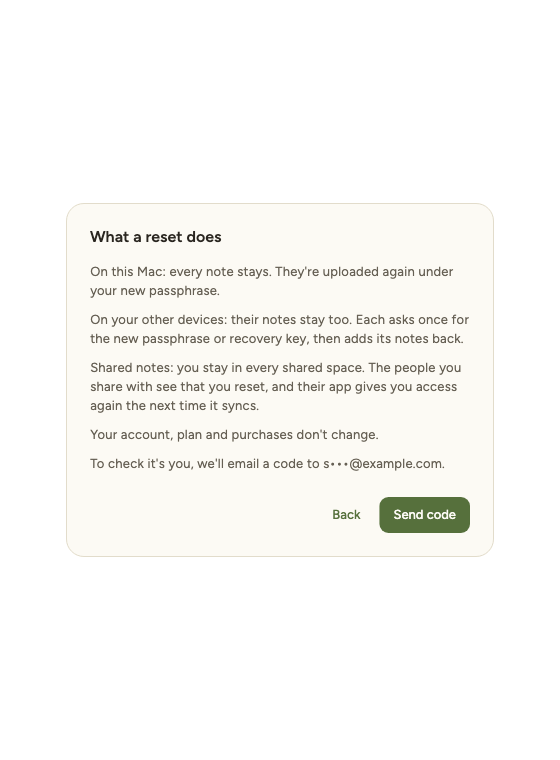 What a reset does
On this Mac: every note stays. They're uploaded again under
your new passphrase.
On your other devices: their notes stay too. Each asks once for
the new passphrase or recovery key, then adds its notes back.
Shared notes: you stay in every shared space. The people you
share with see that you reset, and their app gives you access
again the next time it syncs.
Your account, plan and purchases don't change.
To check it's you, we'll email a code to s•••@example.com.
Back
Send code